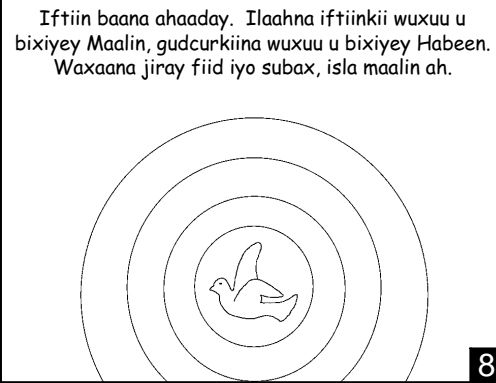 Iftiin baana ahaaday.  Ilaahna iftiinkii wuxuu u
bixiyey Maalin, gudcurkiina wuxuu u bixiyey Habeen.
Waxaana jiray fiid iyo subax, isla maalin ah.
8